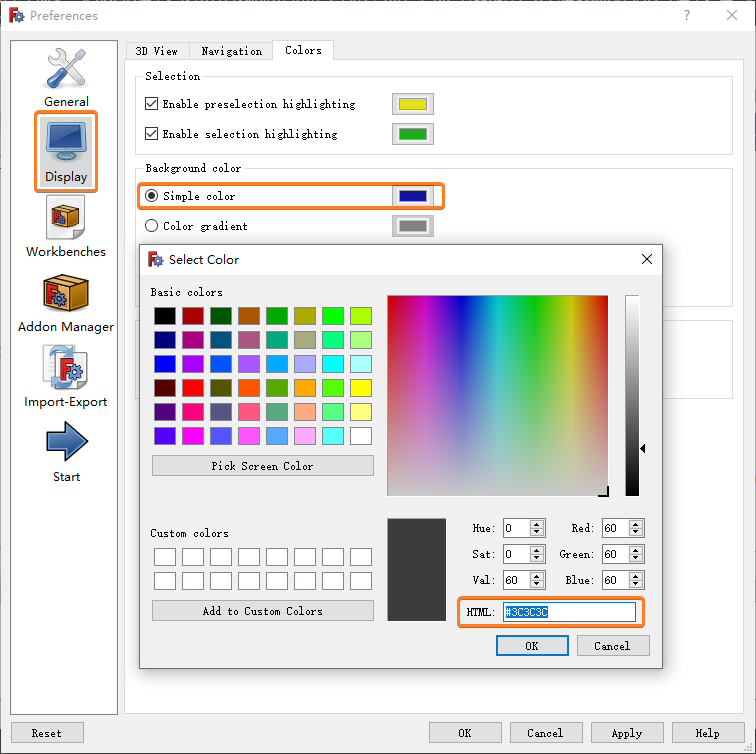 Preferences
?
General
Display
Workbenches
Addon Manager
Import-Export
Start
3D View
Navigation
Colors
Selection
Enable preselection highlighting
Enable selection highlighting
Background color
Simple color
Color gradient
Select Color
Basic colors
Pick Screen Color
Custom colors
Add to Custom Colors
Hue: 0
Red: 60
Sat: 0
Green: 60
Val: 60
Blue: 60
HTML: #3C3C3C
OK
Cancel
Reset
OK
Cancel
Apply
Help